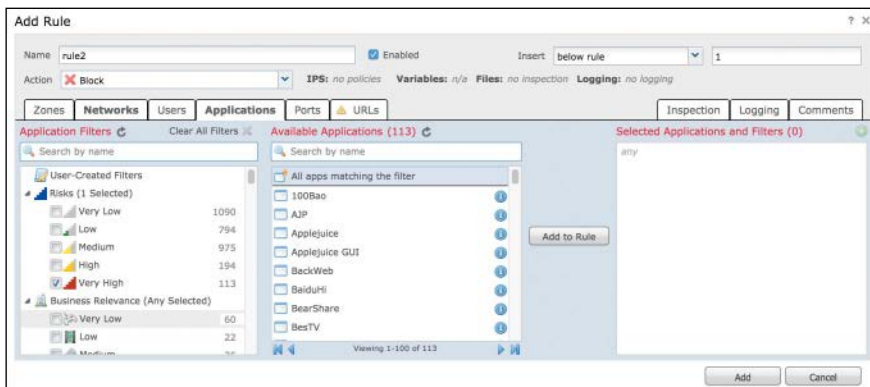 Add Rule
? ×
Name rule2 Enabled Insert below rule 1
Action Block IPS: no policies Variables: n/a Files: no inspection Logging: no logging
Zones Networks Users Applications Ports URLs Inspection Logging Comments
Application Filters Clear All Filters
Search by name
User-Created Filters
Risks (1 Selected)
Very Low 1090
Low 794
Medium 975
High 194
Very High 113
Business Relevance (Any Selected)
Very Low 60
Low 22
Medium
Available Applications (113)
Search by name
All apps matching the filter
100Bao
AJP
Applejuice
Applejuice GUI
BackWeb
BaiduHi
BearShare
BesTV
Viewing 1-100 of 113
Add to Rule
Selected Applications and Filters (0)
any
Add Cancel